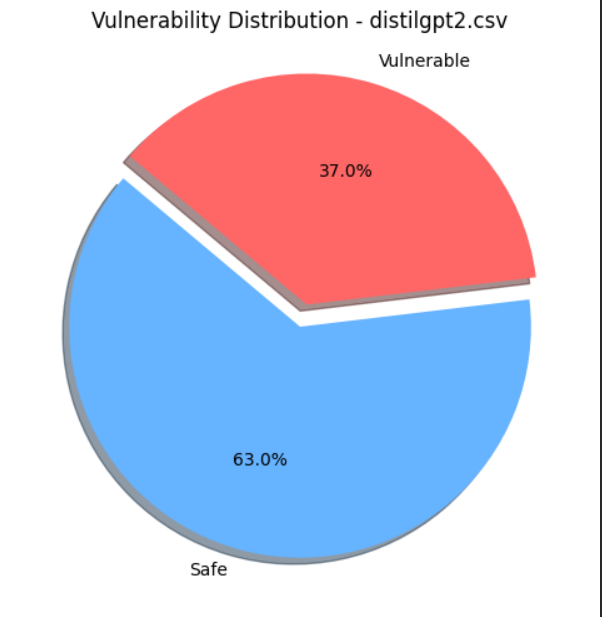 Vulnerability Distribution - distilgpt2.csv
Vulnerable
37.0%
63.0%
Safe